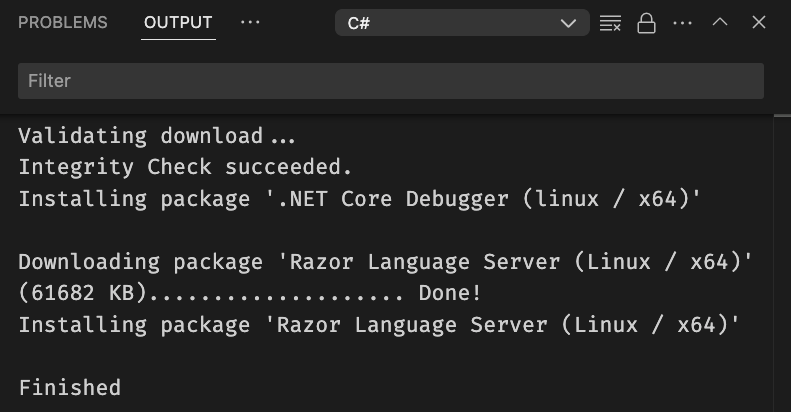 PROBLEMS OUTPUT ... C#
Filter
Validating download...
Integrity Check succeeded.
Installing package '.NET Core Debugger (linux / x64)'
Downloading package 'Razor Language Server (Linux / x64)'
(61682 KB).................... Done!
Installing package 'Razor Language Server (Linux / x64)'
Finished